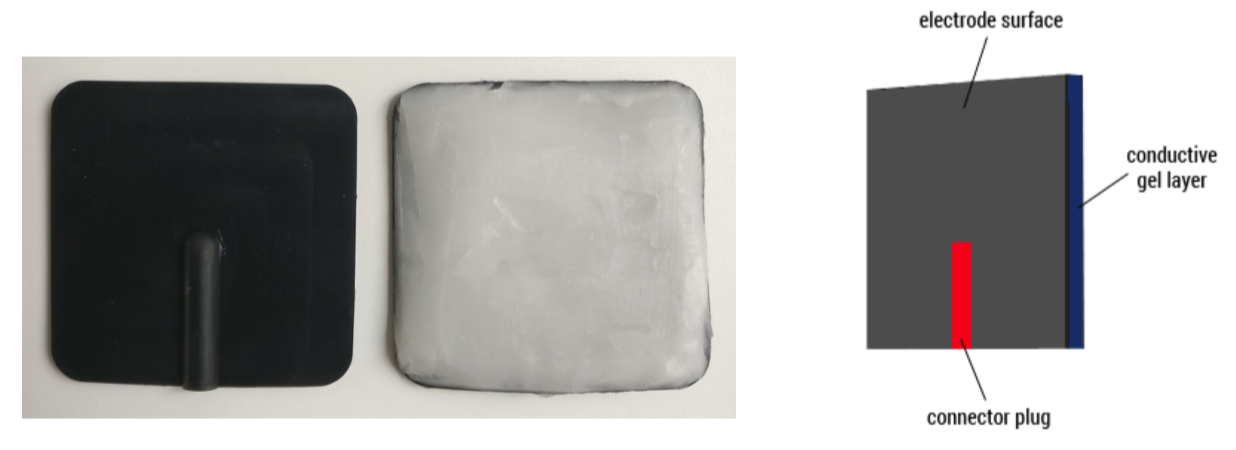 electrode surface
conductive
gel layer
connector plug